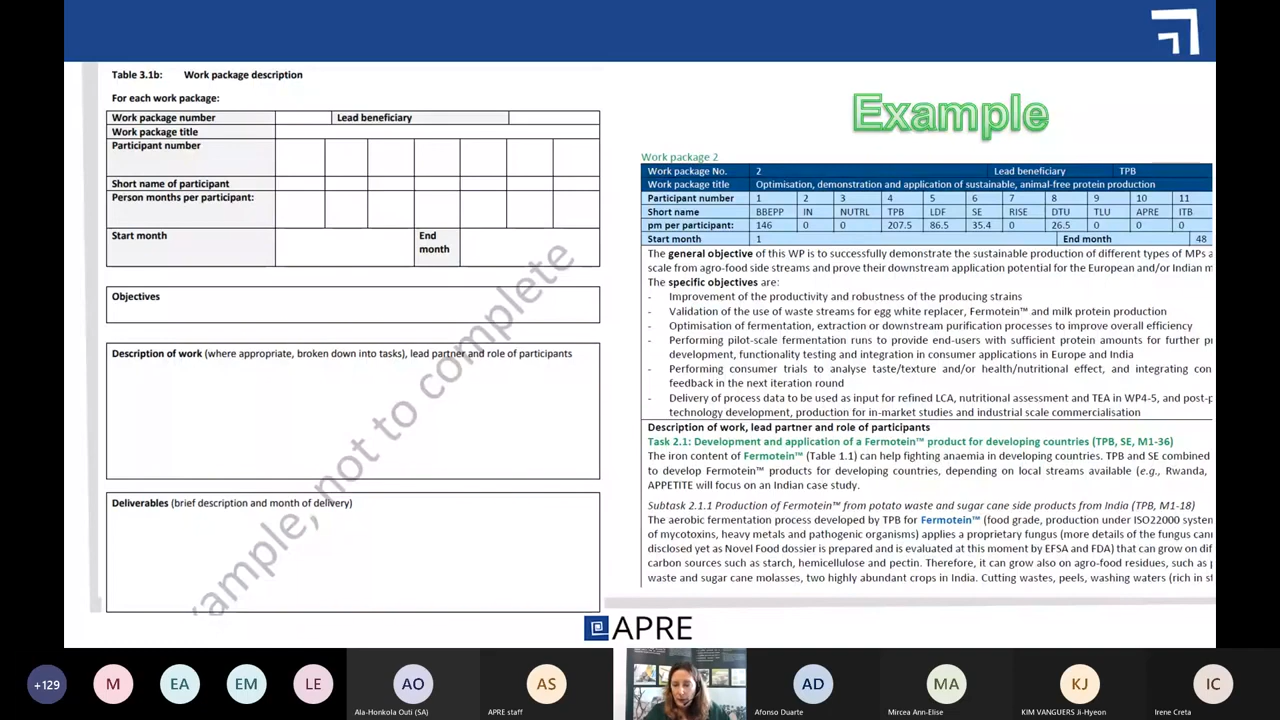 Table 3.1b: Work package description
For each work package:
Work package number Lead beneficiary
Work package title
Participant number
Short name of participant
Person months per participant:
Start month End month
Objectives
Description of work (where appropriate, broken down into tasks), lead partner and role of participants
Deliverables (brief description and month of delivery)
ample, not to complete
Example
Work package 2
Work package No. 2 Lead beneficiary TPB
Work package title Optimisation, demonstration and application of sustainable, animal-free protein production
Participant number 1 2 3 4 5 6 7 8 9 10 11
Short name BBEPP IN NUTRL TPB LDF SE RISE DTU TLU APRE ITB
pm per participant: 146 0 0 207.5 86.5 35.4 0 26.5 0 0 0
Start month 1 End month 48
The general objective of this WP is to successfully demonstrate the sustainable production of different types of MPs a
scale from agro-food side streams and prove their downstream application potential for the European and/or Indian m
The specific objectives are:
- Improvement of the productivity and robustness of the producing strains
- Validation of the use of waste streams for egg white replacer, Fermotein™ and milk protein production
- Optimisation of fermentation, extraction or downstream purification processes to improve overall efficiency
- Performing pilot-scale fermentation runs to provide end-users with sufficient protein amounts for further pr
development, functionality testing and integration in consumer applications in Europe and India
- Performing consumer trials to analyse taste/texture and/or health/nutritional effect, and integrating con
feedback in the next iteration round
- Delivery of process data to be used as input for refined LCA, nutritional assessment and TEA in WP4-5, and post-p
technology development, production for in-market studies and industrial scale commercialisation
Description of work, lead partner and role of participants
Task 2.1: Development and application of a Fermotein™ product for developing countries (TPB, SE, M1-36)
The iron content of Fermotein™ (Table 1.1) can help fighting anaemia in developing countries. TPB and SE combined
to develop Fermotein™ products for developing countries, depending on local streams available (e.g., Rwanda,
APPETITE will focus on an Indian case study.
Subtask 2.1.1 Production of Fermotein™ from potato waste and sugar cane side products from India (TPB, M1-18)
The aerobic fermentation process developed by TPB for Fermotein™ (food grade, production under ISO22000 system
of mycotoxins, heavy metals and pathogenic organisms) applies a proprietary fungus (more details of the fungus can
disclosed yet as Novel Food dossier is prepared and is evaluated at this moment by EFSA and FDA) that can grow on dif
carbon sources such as starch, hemicellulose and pectin. Therefore, it can grow also on agro-food residues, such as p
waste and sugar cane molasses, two highly abundant crops in India. Cutting wastes, peels, washing waters (rich in st
APRE
+129 M EA EM LE AO AS AD MA KJ IC
Ala-Honkola Outi (SA) APRE staff Afonso Duarte Mircea Ann-Elise KIM VANGUERS Ji-Hyeon Irene Creta